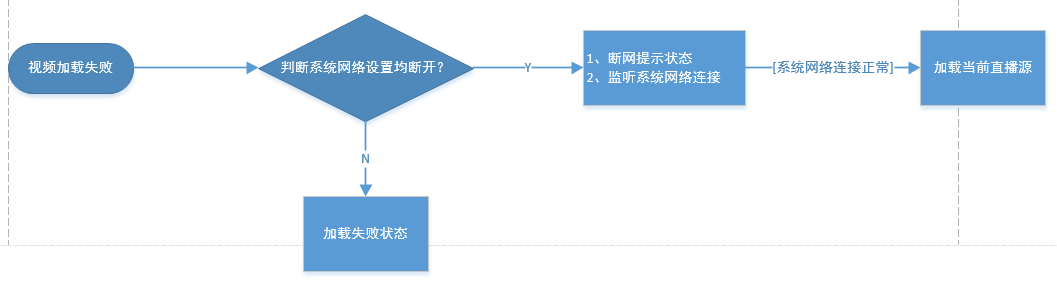 视频加载失败
判断系统网络设置均断开?
Y
1、断网提示状态
2、监听系统网络连接
[系统网络连接正常]
加载当前直播源
N
加载失败状态